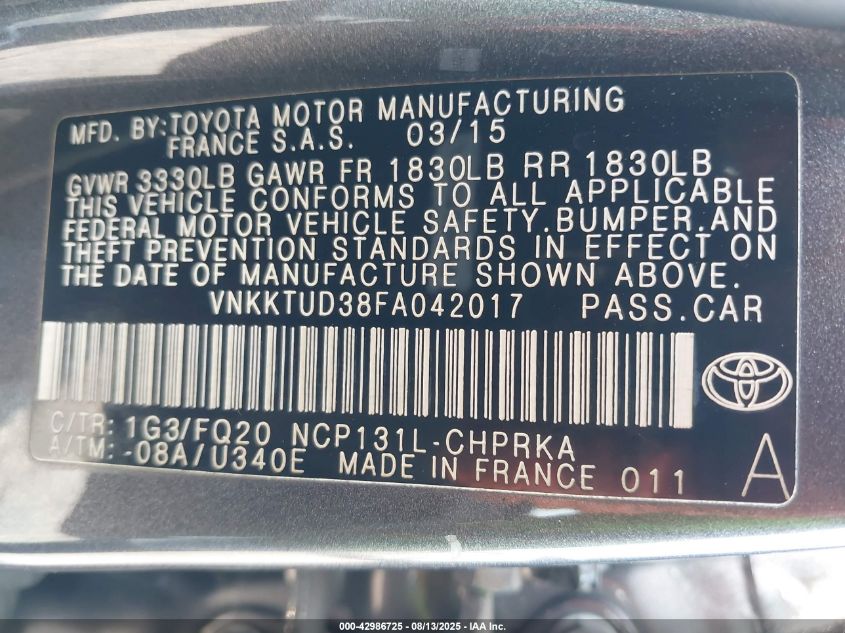 MFD. BY:TOYOTA MOTOR MANUFACTURING
FRANCE S.A.S. 03/15
GVWR 3330LB GAWR FR 1830LB RR 1830LB
THIS VEHICLE CONFORMS TO ALL APPLICABLE
FEDERAL MOTOR VEHICLE SAFETY.BUMPER.AND
THEFT PREVENTION STANDARDS IN EFFECT ON
THE DATE OF MANUFACTURE SHOWN ABOVE.
VNKKTUD38FA042017 PASS.CAR
C/TR: 1G3/FQ20 NCP131L-CHPRKA
A/TM: -08A/U340E MADE IN FRANCE 011 A
000-42986725 - 08/13/2025 - IAAI.COM